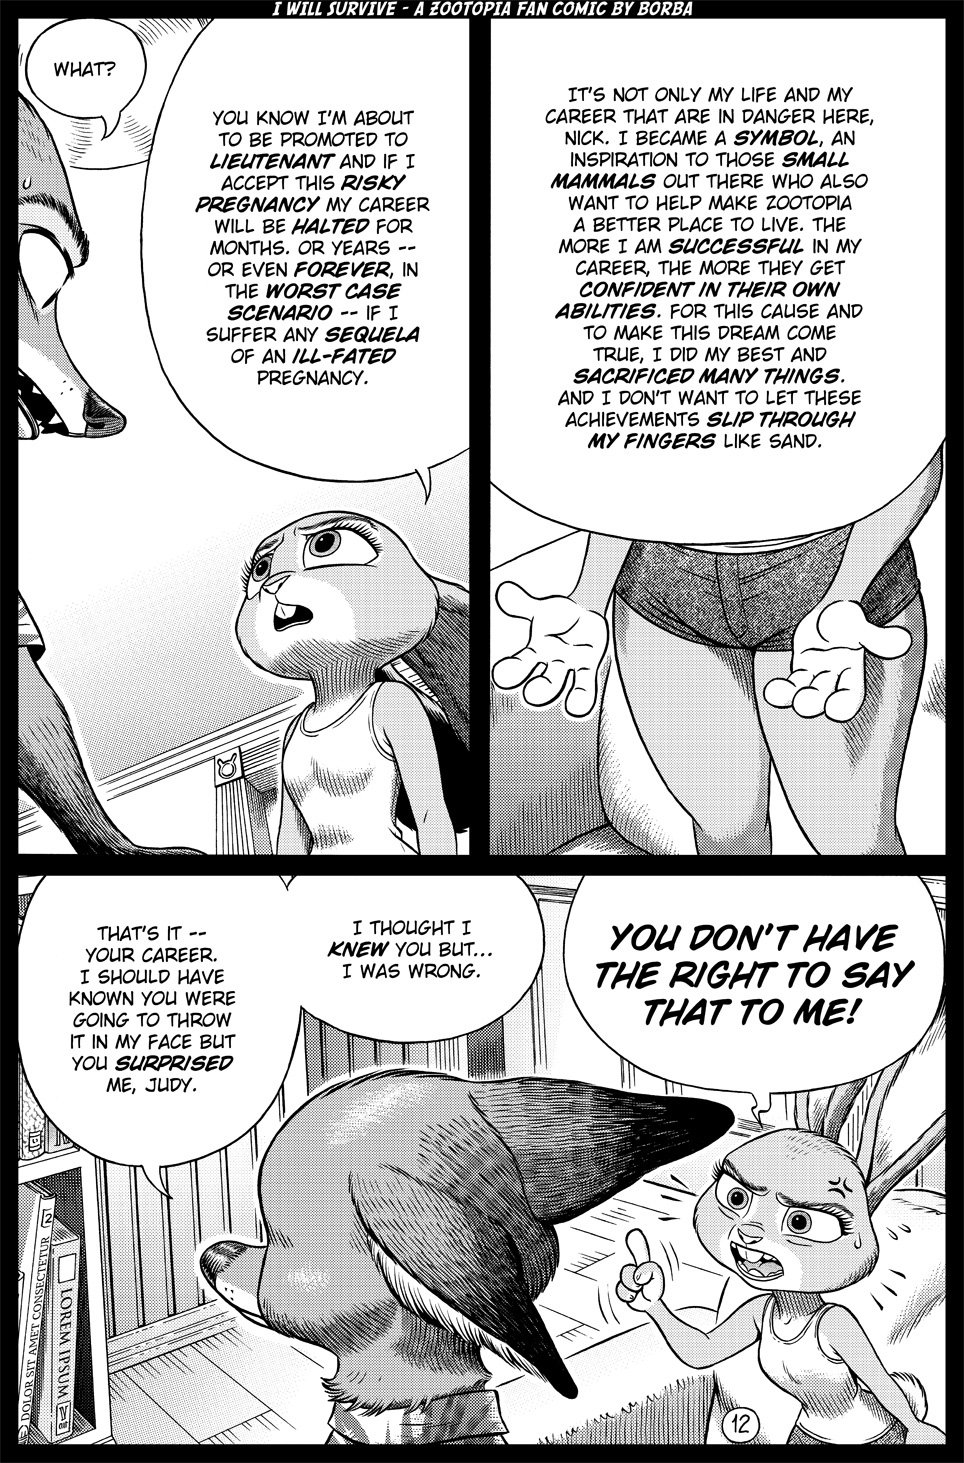 I WILL SURVIVE - A ZOOTOPIA FAN COMIC BY BORBA
WHAT?
YOU KNOW I'M ABOUT
TO BE PROMOTED TO
LIEUTENANT AND IF I
ACCEPT THIS RISKY
PREGNANCY MY CAREER
WILL BE HALTED FOR
MONTHS. OR YEARS --
OR EVEN FOREVER, IN
THE WORST CASE
SCENARIO -- IF I
SUFFER ANY SEQUELA
OF AN ILL-FATED
PREGNANCY.
IT'S NOT ONLY MY LIFE AND MY
CAREER THAT ARE IN DANGER HERE,
NICK. I BECAME A SYMBOL, AN
INSPIRATION TO THOSE SMALL
MAMMALS OUT THERE WHO ALSO
WANT TO HELP MAKE ZOOTOPIA
A BETTER PLACE TO LIVE. THE
MORE I AM SUCCESSFUL IN MY
CAREER, THE MORE THEY GET
CONFIDENT IN THEIR OWN
ABILITIES. FOR THIS CAUSE AND
TO MAKE THIS DREAM COME
TRUE, I DID MY BEST AND
SACRIFICED MANY THINGS.
AND I DON'T WANT TO LET THESE
ACHIEVEMENTS SLIP THROUGH
MY FINGERS LIKE SAND.
THAT'S IT --
YOUR CAREER.
I SHOULD HAVE
KNOWN YOU WERE
GOING TO THROW
IT IN MY FACE BUT
YOU SURPRISED
ME, JUDY.
I THOUGHT I
KNEW YOU BUT...
I WAS WRONG.
YOU DON'T HAVE
THE RIGHT TO SAY
THAT TO ME!
DOLOR SIT AMET CONSECTETUR 2
LOREM IPSUM
12